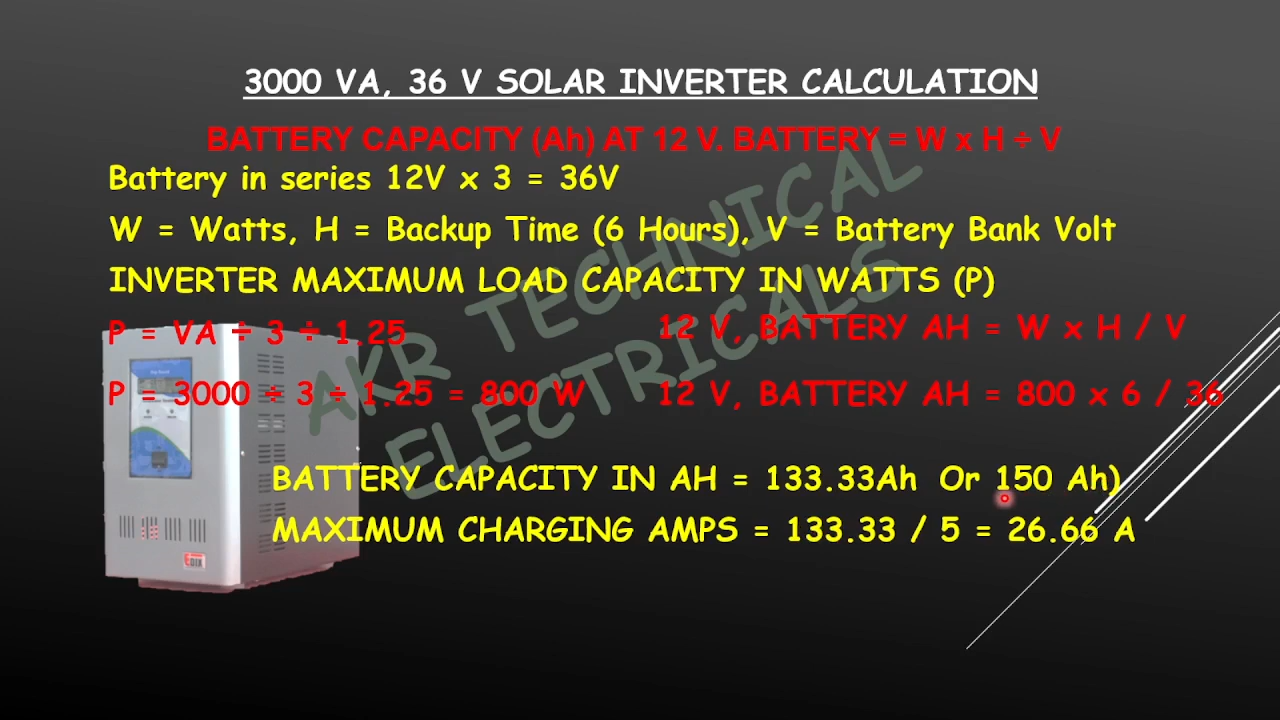 3000 VA, 36 V SOLAR INVERTER CALCULATION
BATTERY CAPACITY (Ah) AT 12 V. BATTERY = W x H ÷ V
Battery in series 12V x 3 = 36V
W = Watts, H = Backup Time (6 Hours), V = Battery Bank Volt
INVERTER MAXIMUM LOAD CAPACITY IN WATTS (P)
P = VA ÷ 3 ÷ 1.25
12 V, BATTERY AH = W x H / V
P = 3000 ÷ 3 ÷ 1.25 = 800 W
12 V, BATTERY AH = 800 x 6 / 36
BATTERY CAPACITY IN AH = 133.33Ah Or 150 Ah)
MAXIMUM CHARGING AMPS = 133.33 / 5 = 26.66 A
AKR TECHNICAL
ELECTRICALS